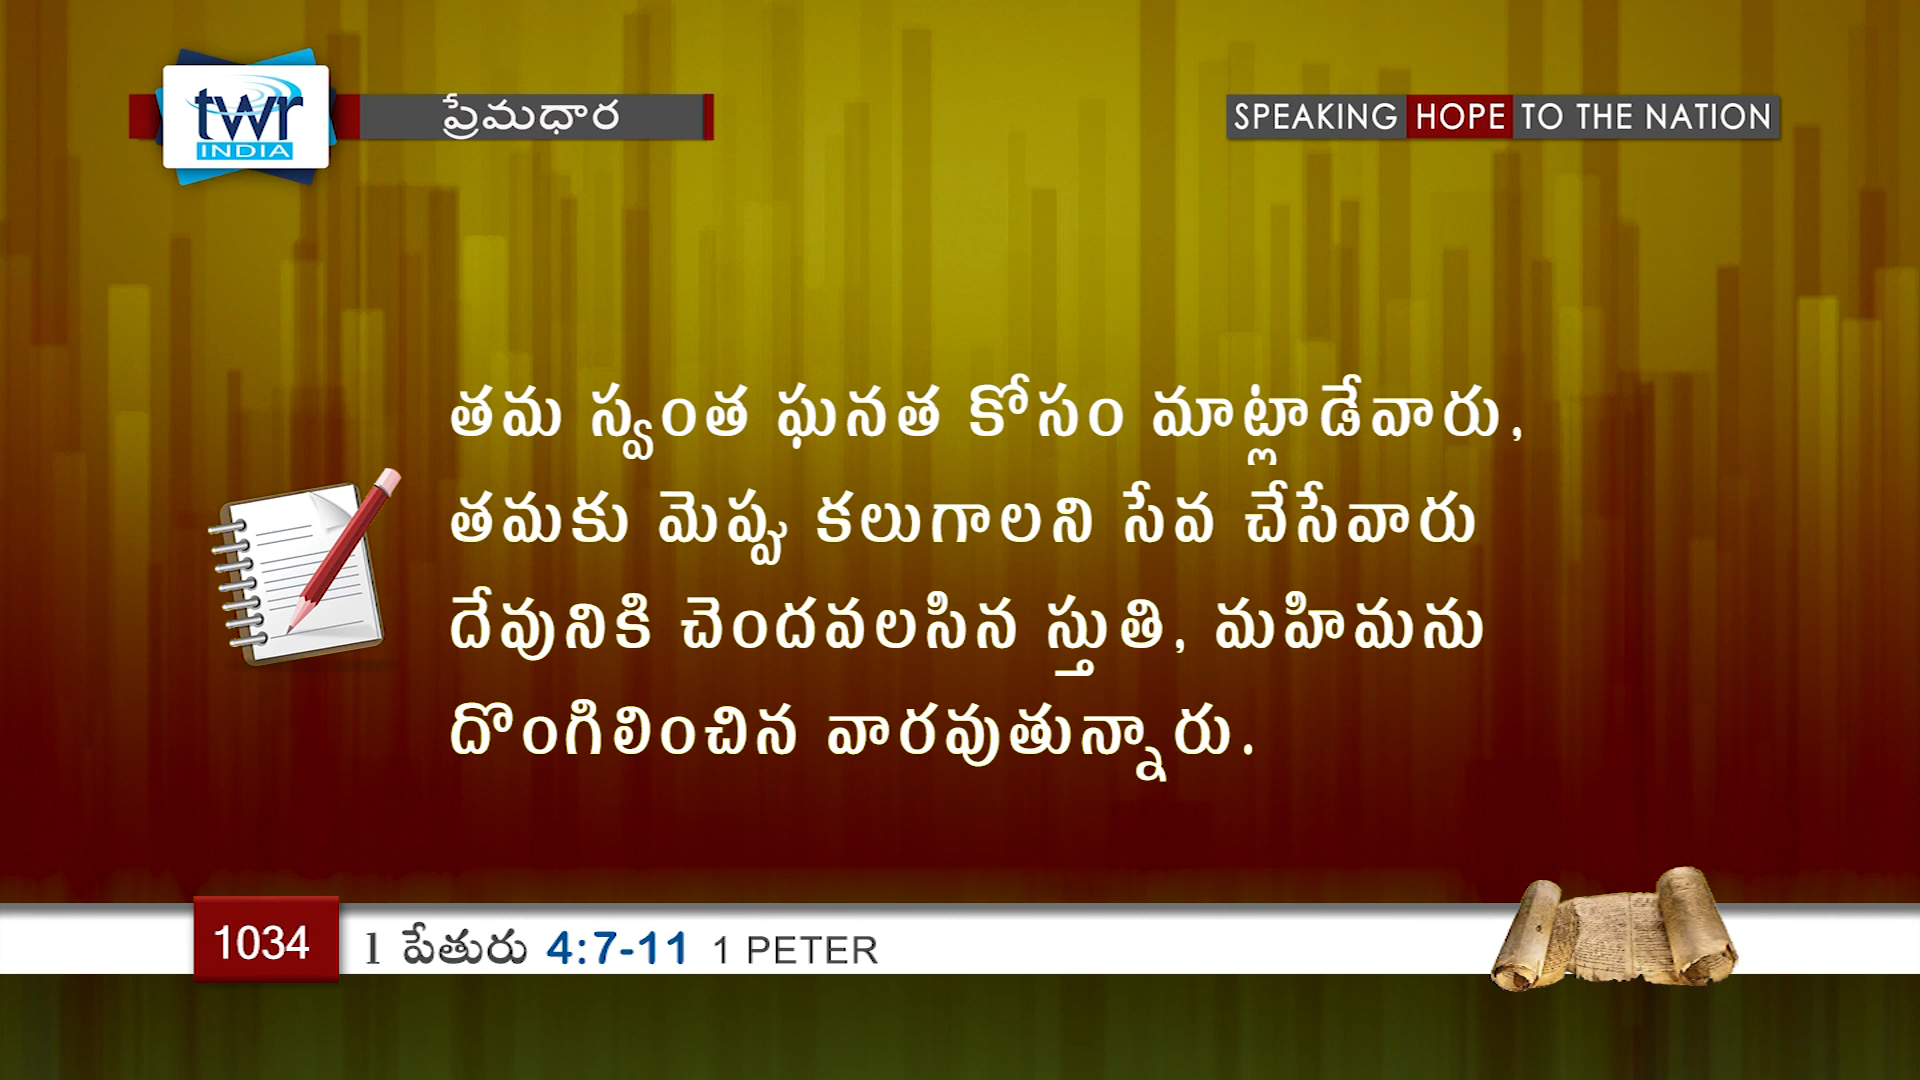 twr
INDIA
ప్రేమధార
SPEAKING HOPE TO THE NATION
తమ స్వంత ఘనత కోసం మాట్లాడేవారు,
తమకు మెప్పు కలుగాలని సేవ చేసేవారు
దేవునికి చెందవలసిన స్తుతి, మహిమను
దొంగిలించిన వారవుతున్నారు.
1034
1 పేతురు 4:7-11 1 PETER